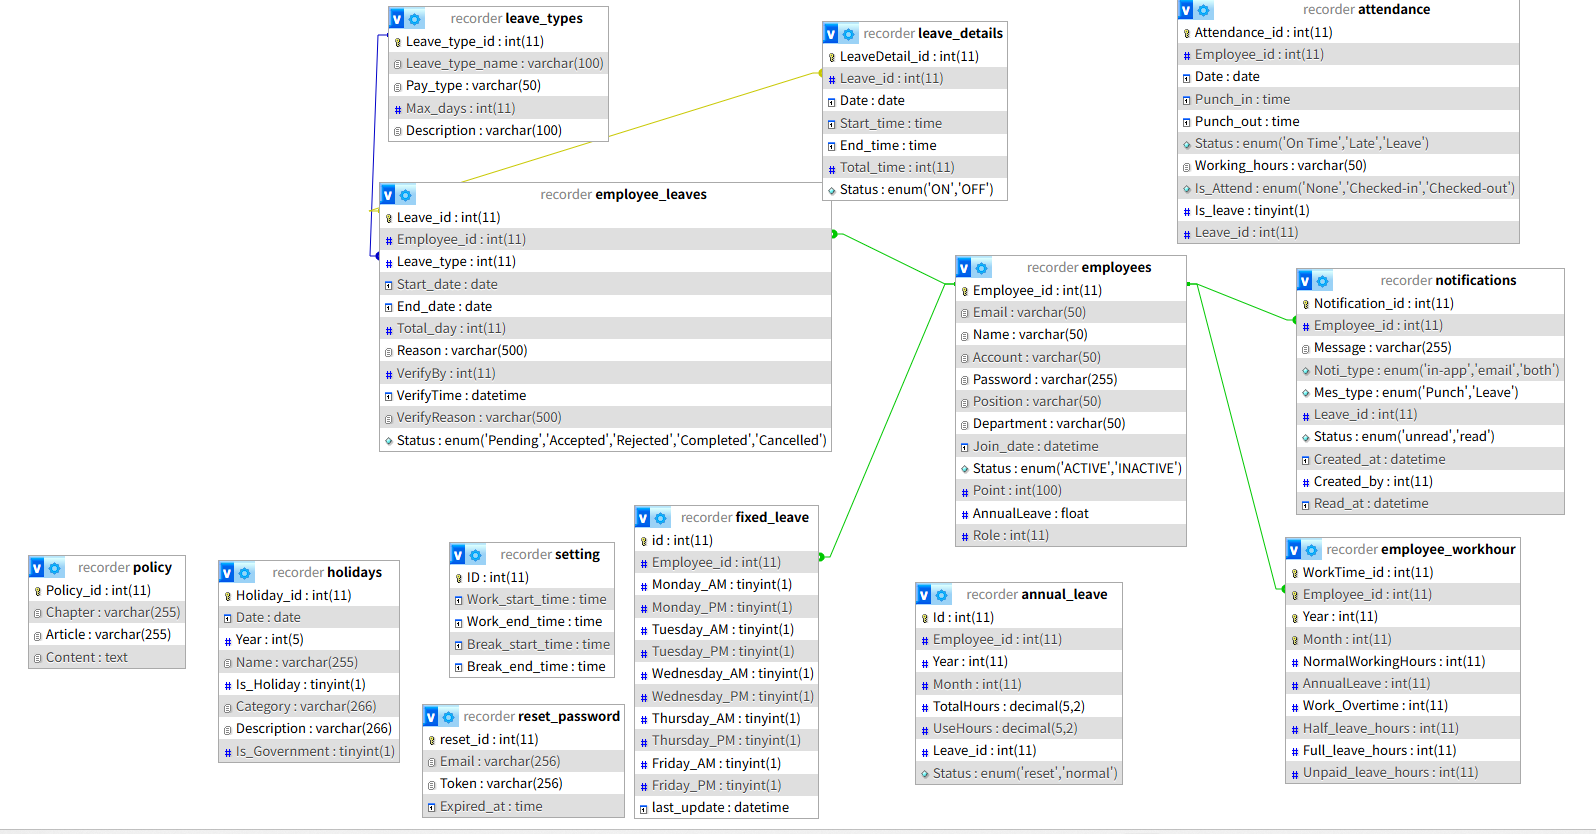 recorder leave_types
Leave_type_id : int(11)
Leave_type_name : varchar(100)
Pay_type : varchar(50)
Max_days : int(11)
Description : varchar(100)
recorder leave_details
LeaveDetail_id : int(11)
Leave_id : int(11)
Date : date
Start_time : time
End_time : time
Total_time : int(11)
Status : enum('ON','OFF')
recorder attendance
Attendance_id : int(11)
Employee_id : int(11)
Date : date
Punch_in : time
Punch_out : time
Status : enum('On Time','Late','Leave')
Working_hours : varchar(50)
Is_Attend : enum('None','Checked-in','Checked-out')
Is_leave : tinyint(1)
Leave_id : int(11)
recorder employee_leaves
Leave_id : int(11)
Employee_id : int(11)
Leave_type : int(11)
Start_date : date
End_date : date
Total_day : int(11)
Reason : varchar(500)
VerifyBy : int(11)
VerifyTime : datetime
VerifyReason : varchar(500)
Status : enum('Pending','Accepted','Rejected','Completed','Cancelled')
recorder employees
Employee_id : int(11)
Email : varchar(50)
Name : varchar(50)
Account : varchar(50)
Password : varchar(255)
Position : varchar(50)
Department : varchar(50)
Join_date : datetime
Status : enum('ACTIVE','INACTIVE')
Point : int(100)
AnnualLeave : float
Role : int(11)
recorder notifications
Notification_id : int(11)
Employee_id : int(11)
Message : varchar(255)
Noti_type : enum('in-app','email','both')
Mes_type : enum('Punch','Leave')
Leave_id : int(11)
Status : enum('unread','read')
Created_at : datetime
Created_by : int(11)
Read_at : datetime
recorder policy
Policy_id : int(11)
Chapter : varchar(255)
Article : varchar(255)
Content : text
recorder holidays
Holiday_id : int(11)
Date : date
Year : int(5)
Name : varchar(255)
Is_Holiday : tinyint(1)
Category : varchar(266)
Description : varchar(266)
Is_Government : tinyint(1)
recorder setting
ID : int(11)
Work_start_time : time
Work_end_time : time
Break_start_time : time
Break_end_time : time
recorder reset_password
reset_id : int(11)
Email : varchar(256)
Token : varchar(256)
Expired_at : time
recorder fixed_leave
id : int(11)
Employee_id : int(11)
Monday_AM : tinyint(1)
Monday_PM : tinyint(1)
Tuesday_AM : tinyint(1)
Tuesday_PM : tinyint(1)
Wednesday_AM : tinyint(1)
Wednesday_PM : tinyint(1)
Thursday_AM : tinyint(1)
Thursday_PM : tinyint(1)
Friday_AM : tinyint(1)
Friday_PM : tinyint(1)
last_update : datetime
recorder annual_leave
Id : int(11)
Employee_id : int(11)
Year : int(11)
Month : int(11)
TotalHours : decimal(5,2)
UseHours : decimal(5,2)
Leave_id : int(11)
Status : enum('reset','normal')
recorder employee_workhour
WorkTime_id : int(11)
Employee_id : int(11)
Year : int(11)
Month : int(11)
NormalWorkingHours : int(11)
AnnualLeave : int(11)
Work_Overtime : int(11)
Half_leave_hours : int(11)
Full_leave_hours : int(11)
Unpaid_leave_hours : int(11)